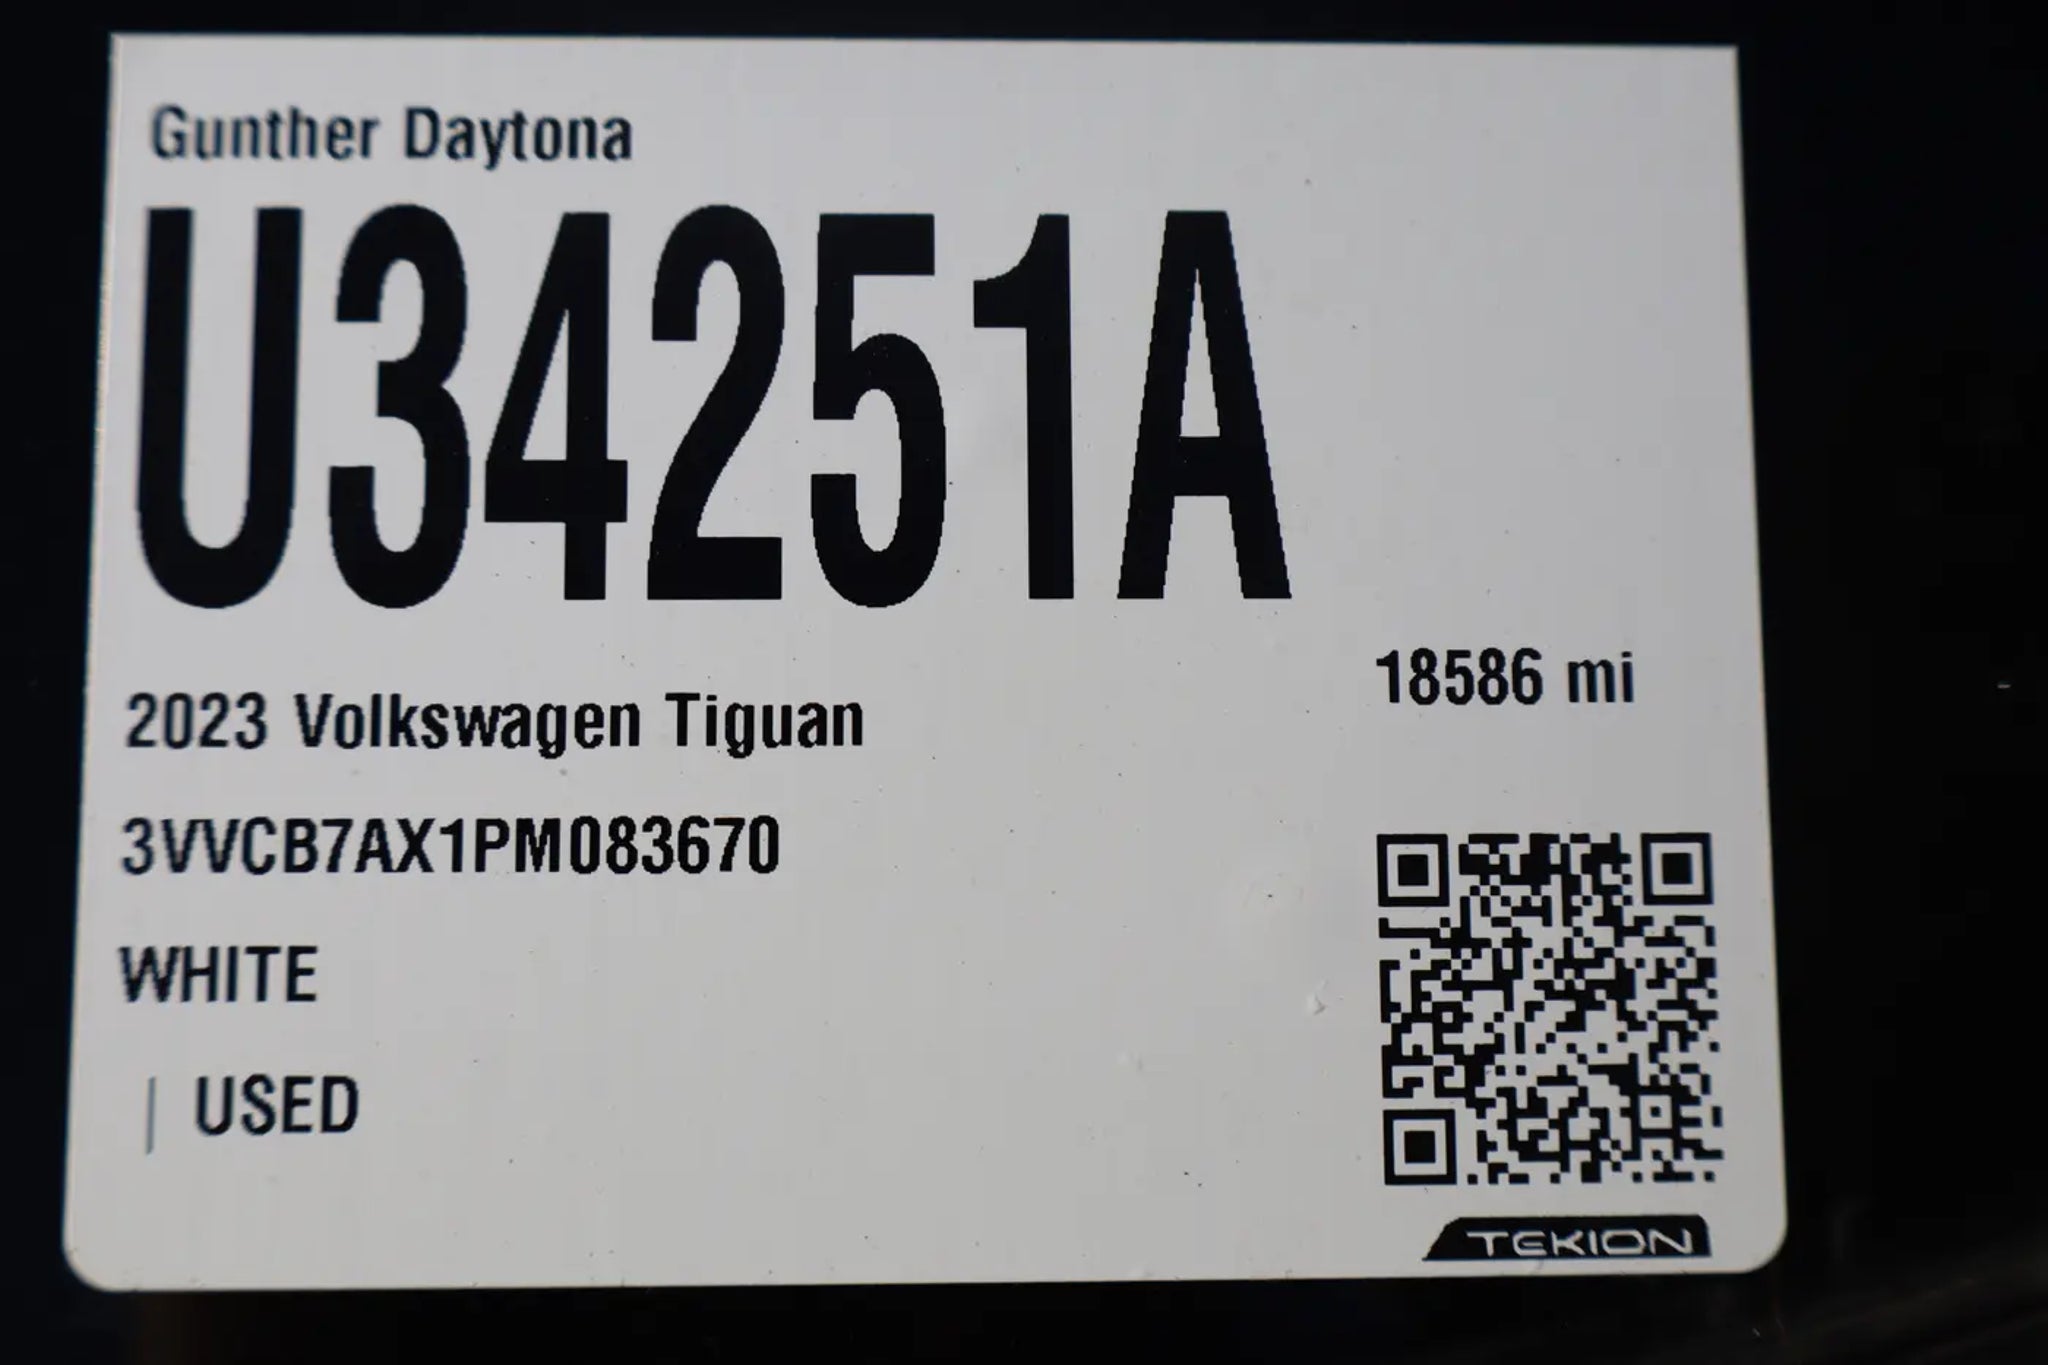 Gunther Daytona
U34251A
18586 mi
2023 Volkswagen Tiguan
3VVCB7AX1PM083670
WHITE
| USED
TEKION